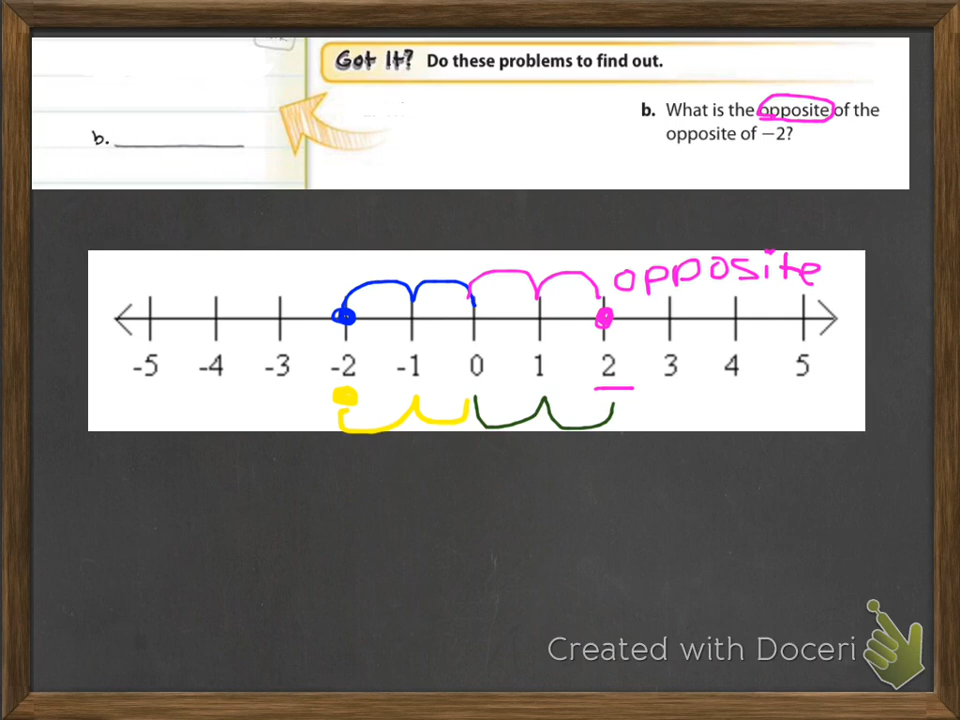 Got It? Do these problems to find out.
b. What is the opposite of the
opposite of −2?
b.
opposite
-5 -4 -3 -2 -1 0 1 2 3 4 5
Created with Doceri